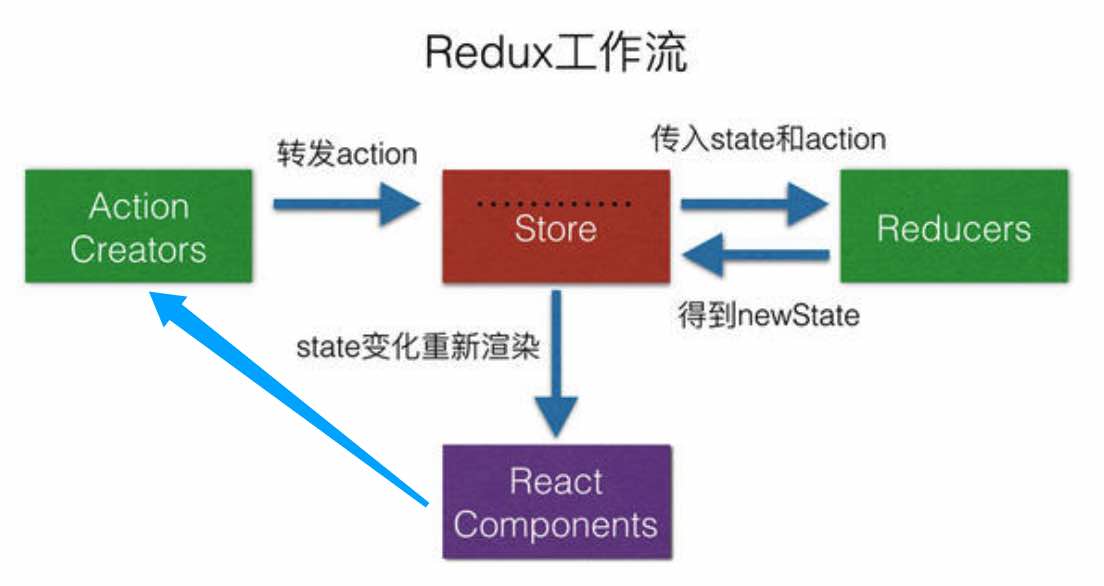 Redux工作流
转发action
传入state和action
Action
Creators
Store
Reducers
得到newState
state变化重新渲染
React
Components